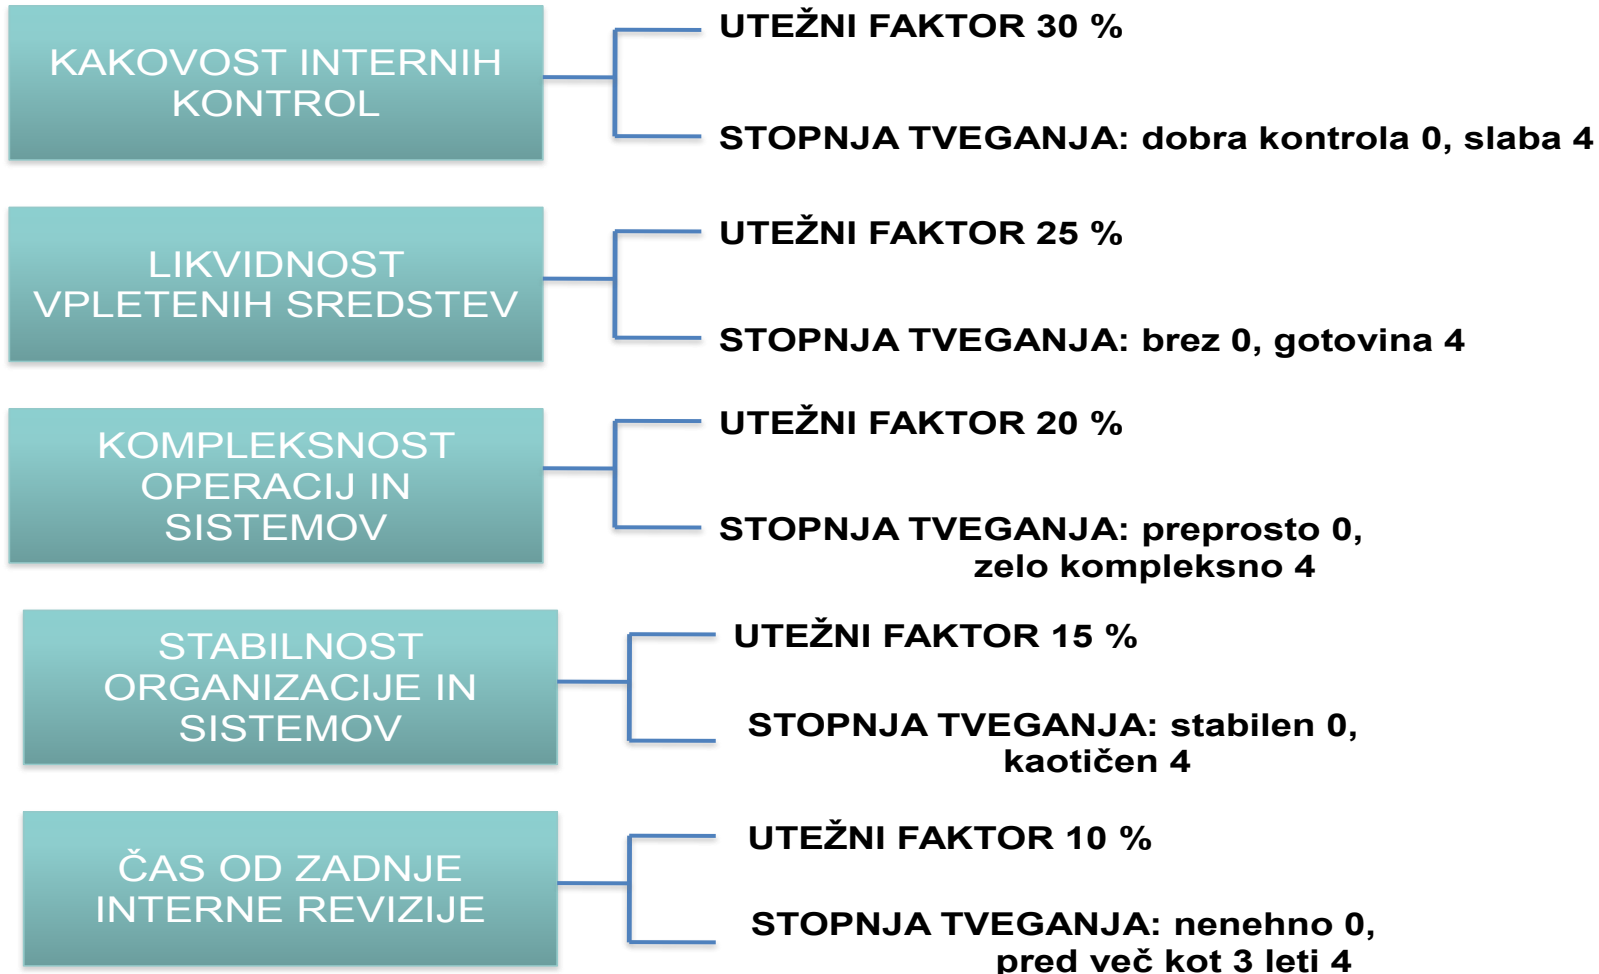 KAKOVOST INTERNIH
KONTROL
UTEŽNI FAKTOR 30 %
STOPNJA TVEGANJA: dobra kontrola 0, slaba 4
LIKVIDNOST
VPLETENIH SREDSTEV
UTEŽNI FAKTOR 25 %
STOPNJA TVEGANJA: brez 0, gotovina 4
KOMPLEKSNOST
OPERACIJ IN
SISTEMOV
UTEŽNI FAKTOR 20 %
STOPNJA TVEGANJA: preprosto 0,
zelo kompleksno 4
STABILNOST
ORGANIZACIJE IN
SISTEMOV
UTEŽNI FAKTOR 15 %
STOPNJA TVEGANJA: stabilen 0,
kaotičen 4
ČAS OD ZADNJE
INTERNE REVIZIJE
UTEŽNI FAKTOR 10 %
STOPNJA TVEGANJA: nenehno 0,
pred več kot 3 leti 4